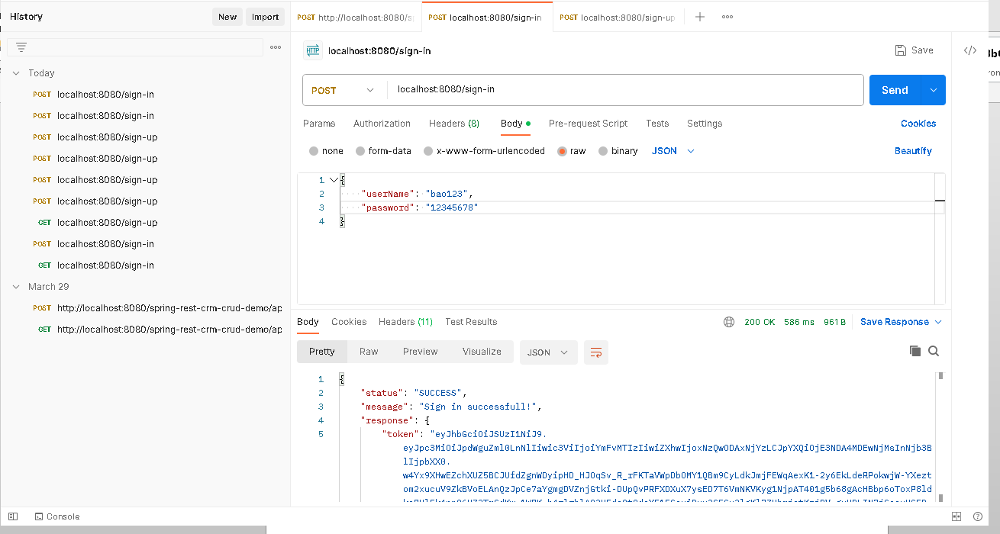 History
New
Import
POST http://localhost:8080/s
POST localhost:8080/sign-in
POST localhost:8080/sign-up
HTTP localhost:8080/sign-in
Save
Today
POST localhost:8080/sign-in
POST localhost:8080/sign-in
POST localhost:8080/sign-up
POST localhost:8080/sign-up
POST localhost:8080/sign-up
POST localhost:8080/sign-up
GET localhost:8080/sign-up
POST localhost:8080/sign-in
GET localhost:8080/sign-in
March 29
POST http://localhost:8080/spring-rest-crm-crud-demo/ap
GET http://localhost:8080/spring-rest-crm-crud-demo/ap
POST
localhost:8080/sign-in
Send
Params Authorization Headers (8) Body Pre-request Script Tests Settings
Cookies
none form-data x-www-form-urlencoded raw binary JSON
Beautify
1 {
2 "userName": "bao123",
3 "password": "12345678"
4 }
Body Cookies Headers (11) Test Results
200 OK 586 ms 961 B Save Response
Pretty Raw Preview Visualize JSON
1 {
2 "status": "SUCCESS",
3 "message": "Sign in successfull!",
4 "response": {
5 "token": "eyJhbGciOiJSUzI1NiJ9.
Console